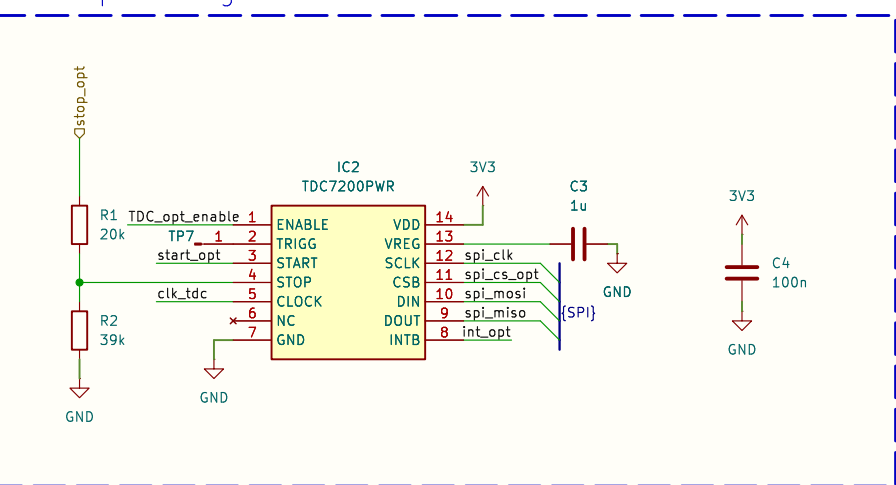 stop_opt
R1
20k
R2
39k
GND
TDC_opt_enable
TP7
1
start_opt
clk_tdc
GND
IC2
TDC7200PWR
1 ENABLE
2 TRIGG
3 START
4 STOP
5 CLOCK
6 NC
7 GND
VDD 14
VREG 13
SCLK 12
CSB 11
DIN 10
DOUT 9
INTB 8
3V3
spi_clk
spi_cs_opt
spi_mosi
spi_miso
int_opt
{SPI}
C3
1u
GND
3V3
C4
100n
GND